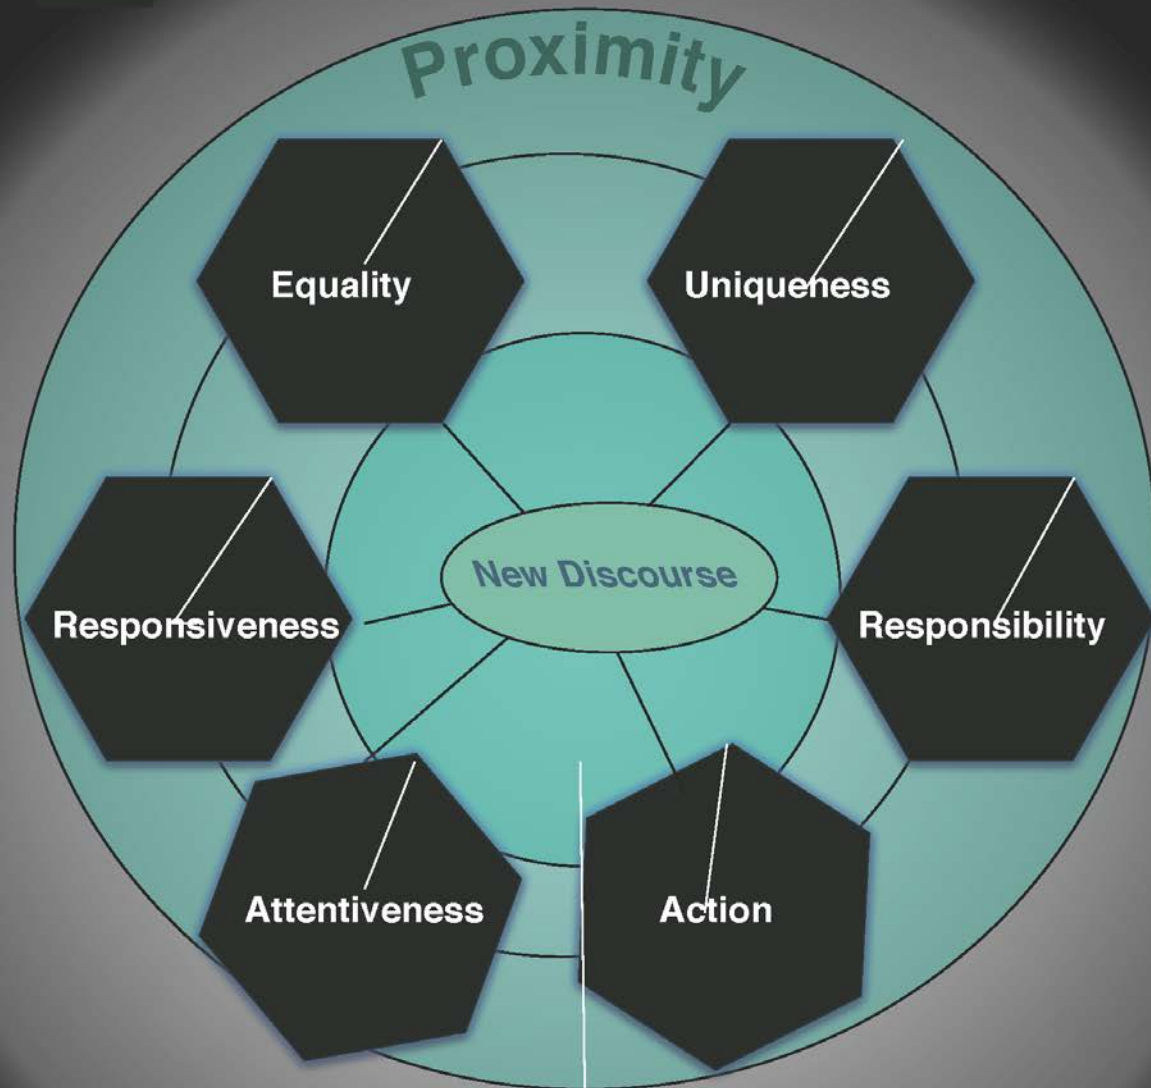 Proximity
Equality
Uniqueness
New Discourse
Responsiveness
Responsibility
Attentiveness
Action